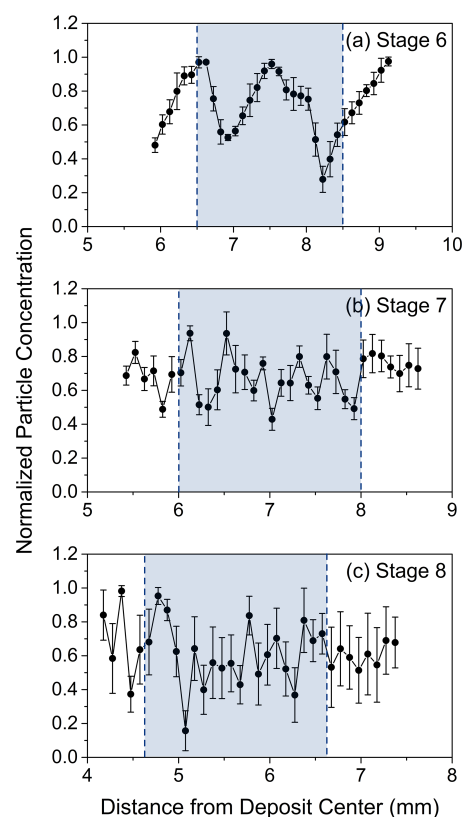 Normalized Particle Concentration
(a) Stage 6
1.2
1.0
0.8
0.6
0.4
0.2
0.0
5 6 7 8 9 10
(b) Stage 7
1.2
1.0
0.8
0.6
0.4
0.2
0.0
5 6 7 8 9
(c) Stage 8
1.2
1.0
0.8
0.6
0.4
0.2
0.0
4 5 6 7 8
Distance from Deposit Center (mm)